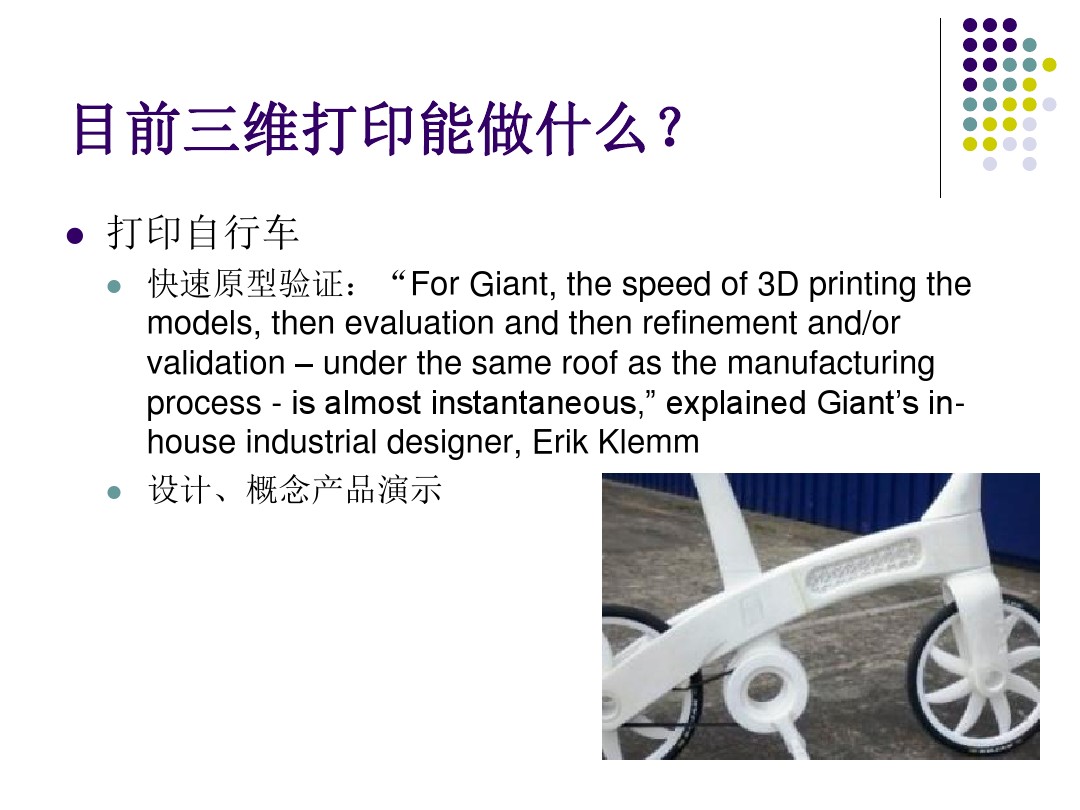 目前三维打印能做什么？
打印自行车
快速原型验证：“For Giant, the speed of 3D printing the
models, then evaluation and then refinement and/or
validation – under the same roof as the manufacturing
process - is almost instantaneous,” explained Giant’s in-
house industrial designer, Erik Klemm
设计、概念产品演示